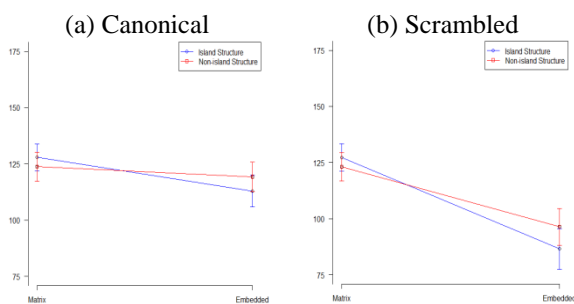 (a) Canonical
175
150
125
100
75
Island Structure
Non-island Structure
Matrix
Embedded
(b) Scrambled
175
150
125
100
75
Island Structure
Non-island Structure
Matrix
Embedded